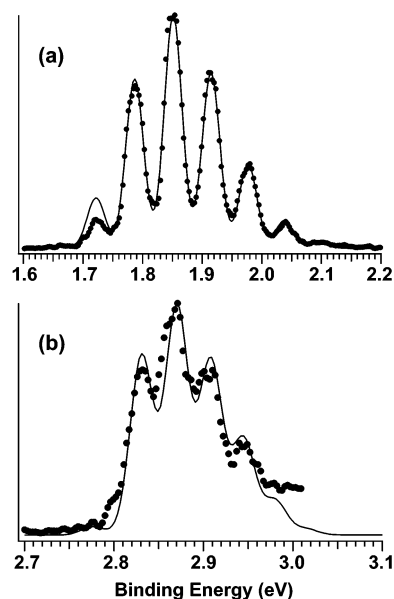 (a)
1.6 1.7 1.8 1.9 2.0 2.1 2.2
(b)
2.7 2.8 2.9 3.0 3.1
Binding Energy (eV)